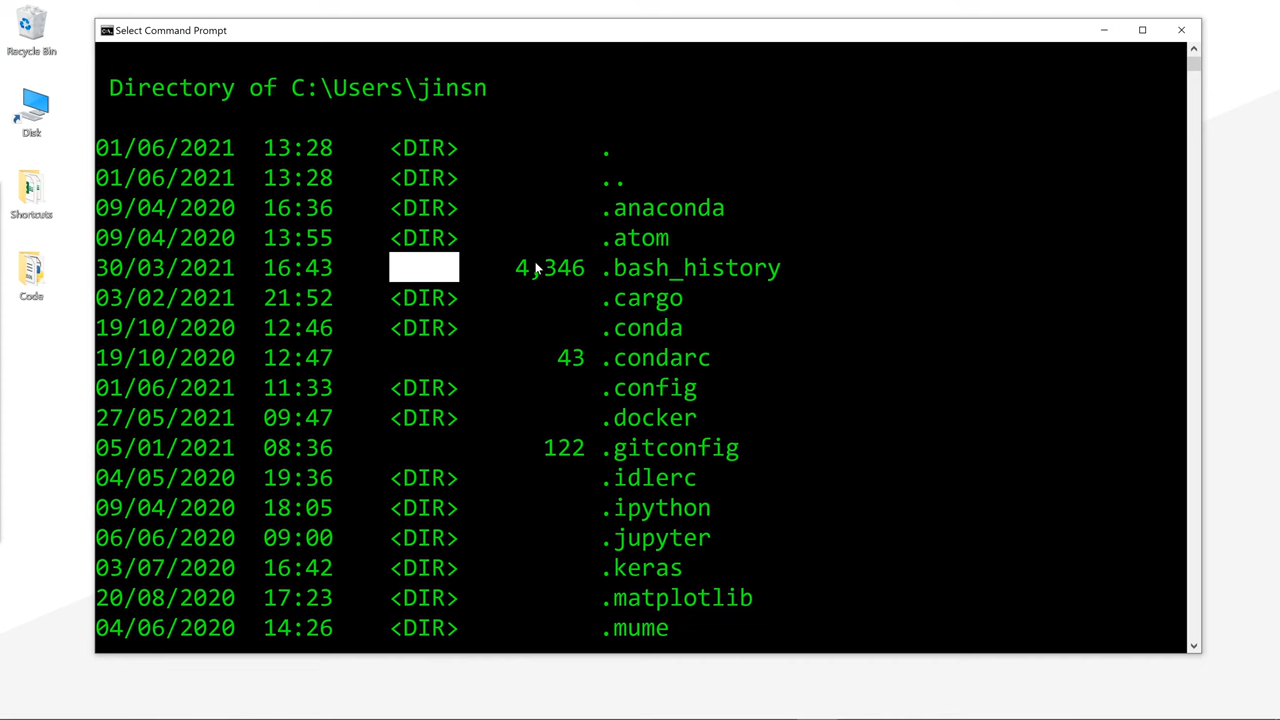 Recycle Bin
Disk
Shortcuts
Code
Select Command Prompt
Directory of C:\Users\jinsn
01/06/2021 13:28 <DIR> .
01/06/2021 13:28 <DIR> ..
09/04/2020 16:36 <DIR> .anaconda
09/04/2020 13:55 <DIR> .atom
30/03/2021 16:43 4,346 .bash_history
03/02/2021 21:52 <DIR> .cargo
19/10/2020 12:46 <DIR> .conda
19/10/2020 12:47 43 .condarc
01/06/2021 11:33 <DIR> .config
27/05/2021 09:47 <DIR> .docker
05/01/2021 08:36 122 .gitconfig
04/05/2020 19:36 <DIR> .idlerc
09/04/2020 18:05 <DIR> .ipython
06/06/2020 09:00 <DIR> .jupyter
03/07/2020 16:42 <DIR> .keras
20/08/2020 17:23 <DIR> .matplotlib
04/06/2020 14:26 <DIR> .mume